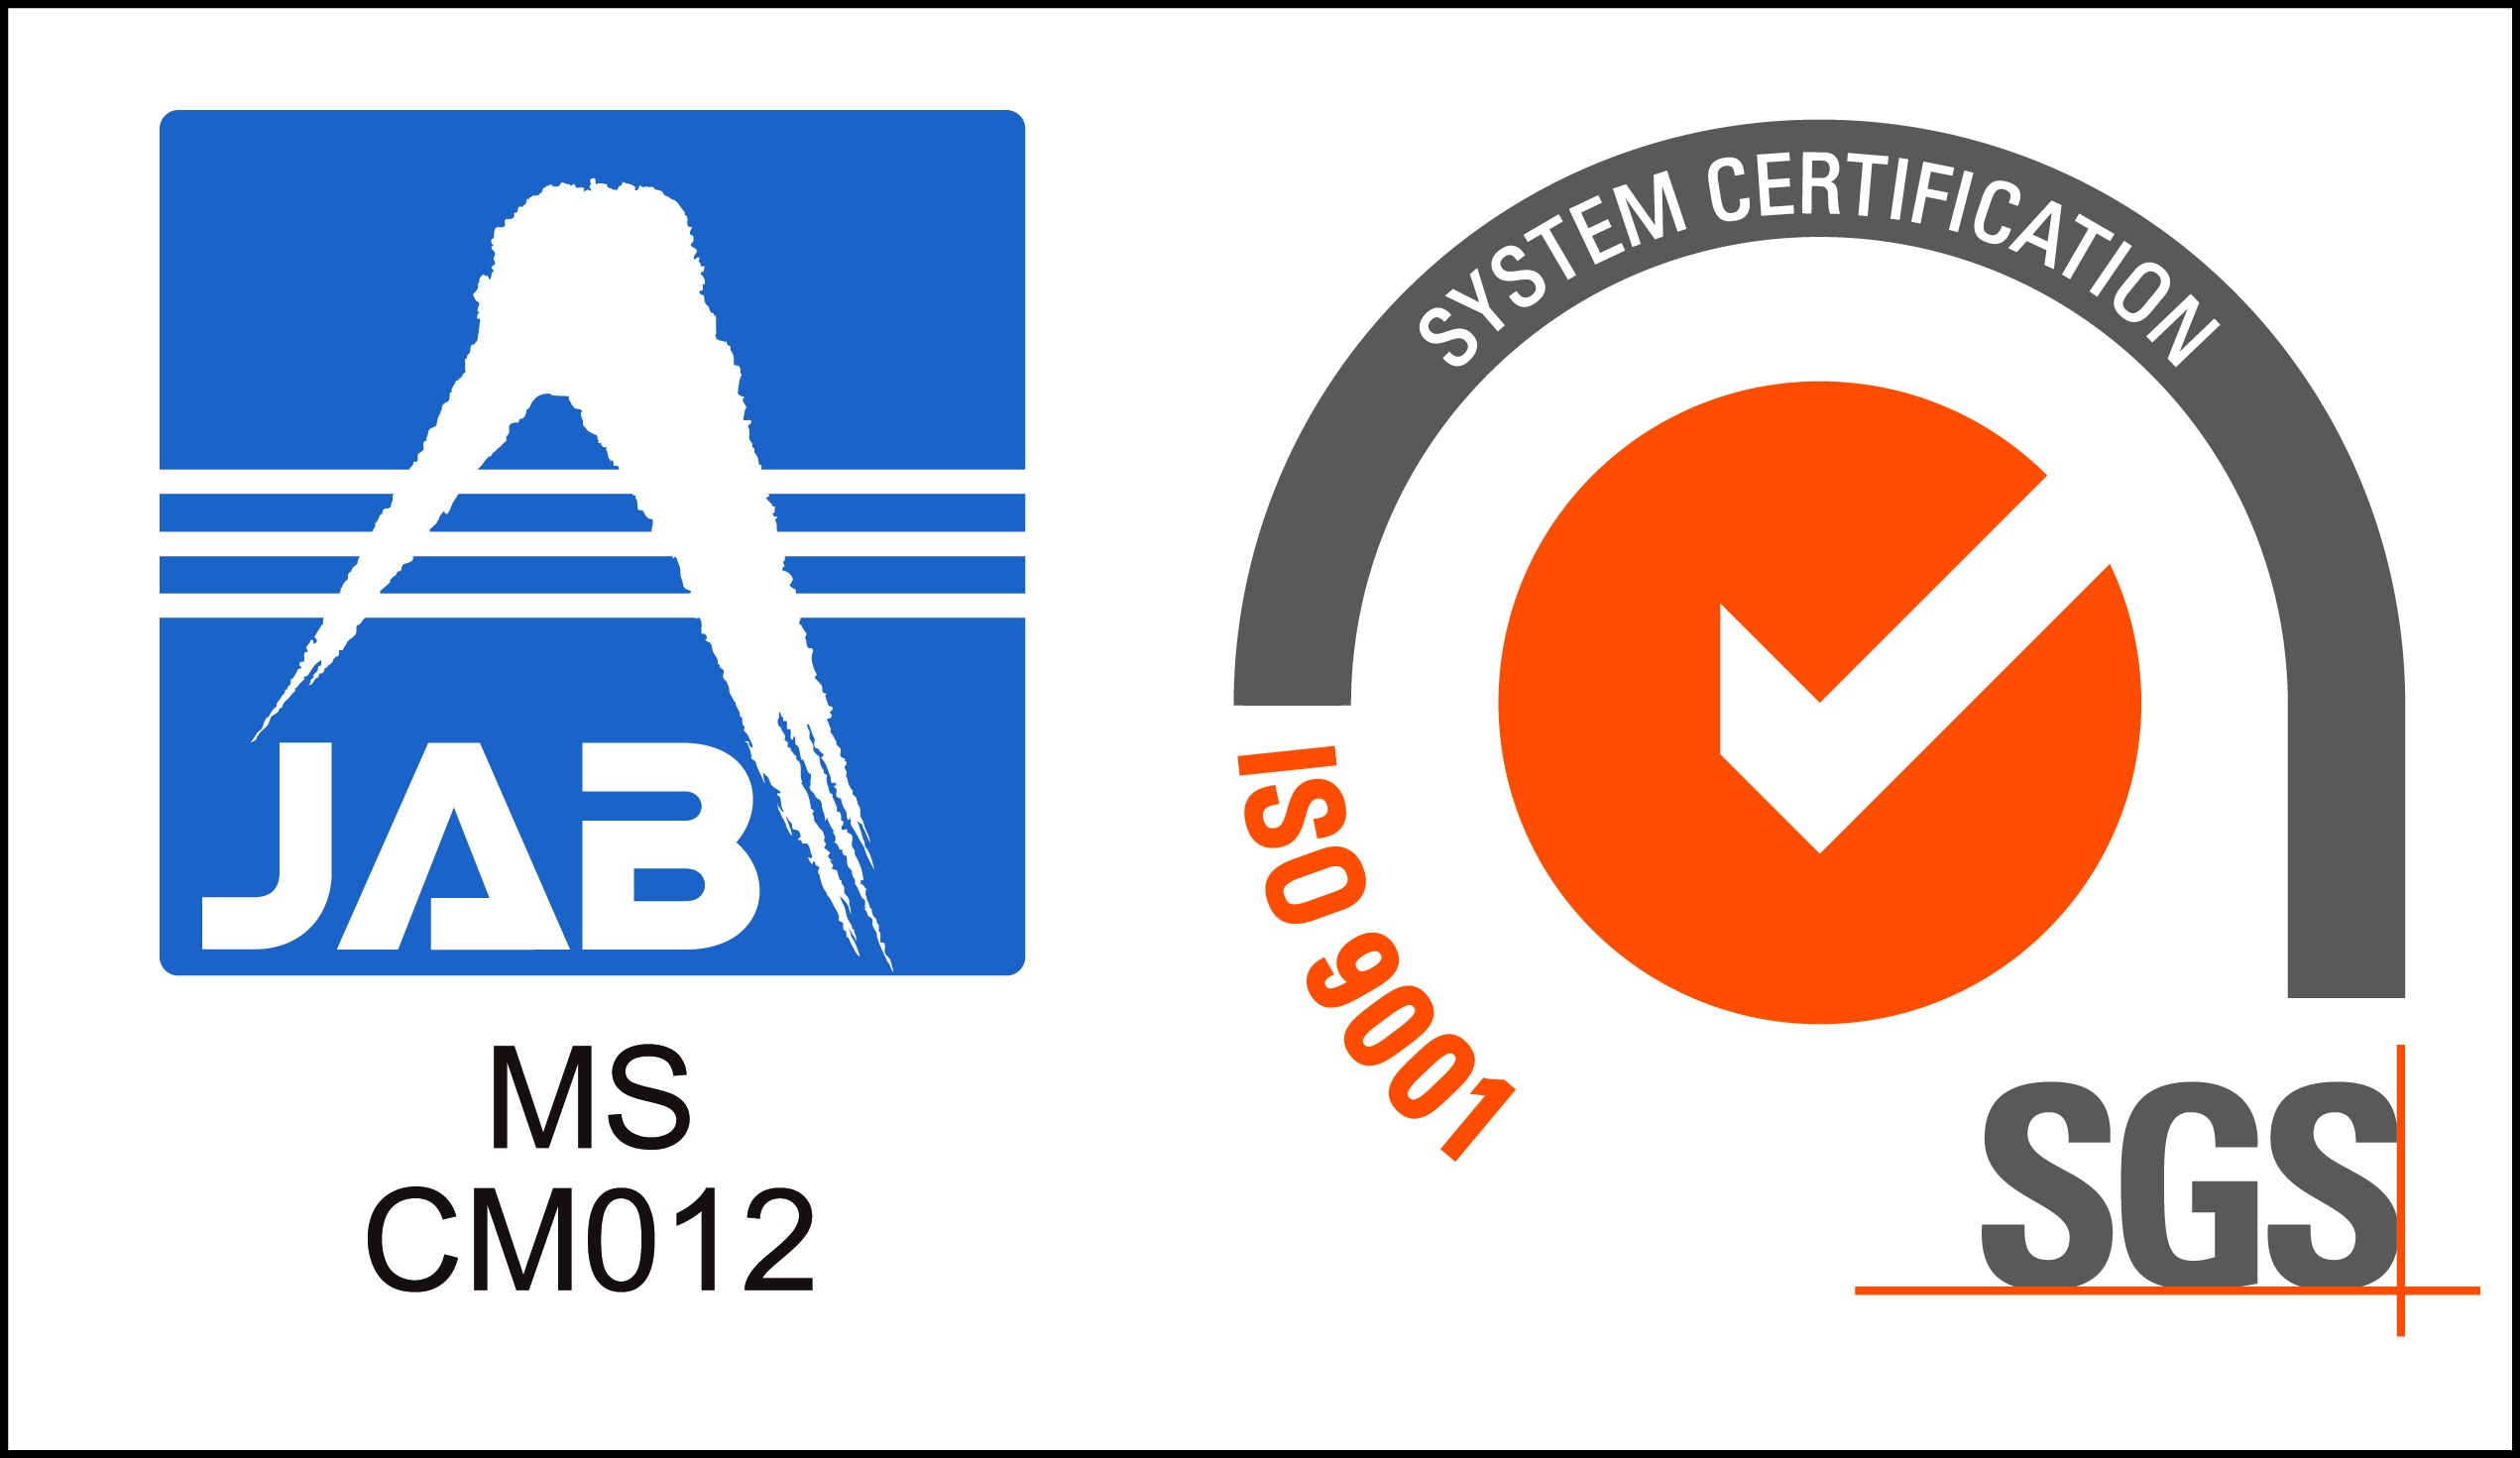 JAB
MS
CM012
SYSTEM CERTIFICATION
ISO 9001
SGS